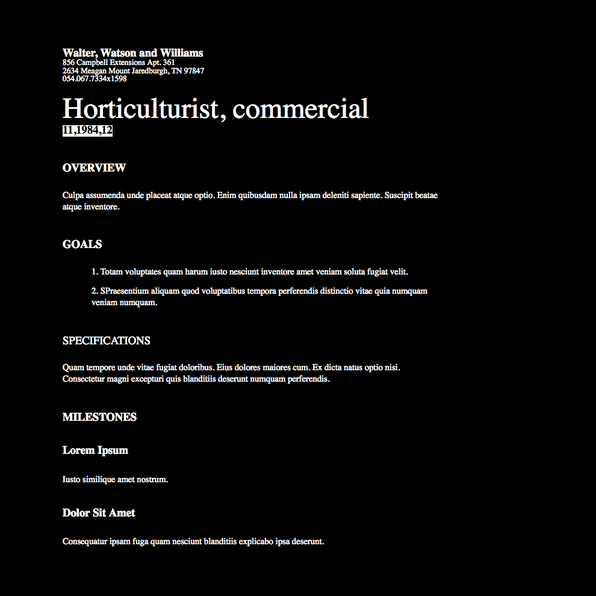 Walter, Watson and Williams
856 Campbell Extensions Apt. 361
2634 Meagan Mount Jaredburgh, TN 97847
054.067.7334x1598
Horticulturist, commercial
11,1984,12
OVERVIEW
Culpa assumenda unde placeat atque optio. Enim quibusdam nulla ipsam deleniti sapiente. Suscipit beatae
atque inventore.
GOALS
1. Totam voluptates quam harum iusto nesciunt inventore amet veniam soluta fugiat velit.
2. SPraesentium aliquam quod voluptatibus tempora perferendis distinctio vitae quia numquam
veniam numquam.
SPECIFICATIONS
Quam tempore unde vitae fugiat doloribus. Eius dolores maiores cum. Ex dicta natus optio nisi.
Consectetur magni excepturi quis blanditiis deserunt numquam perferendis.
MILESTONES
Lorem Ipsum
Iusto similique amet nostrum.
Dolor Sit Amet
Consequatur ipsam fuga quam nesciunt blanditiis explicabo ipsa deserunt.